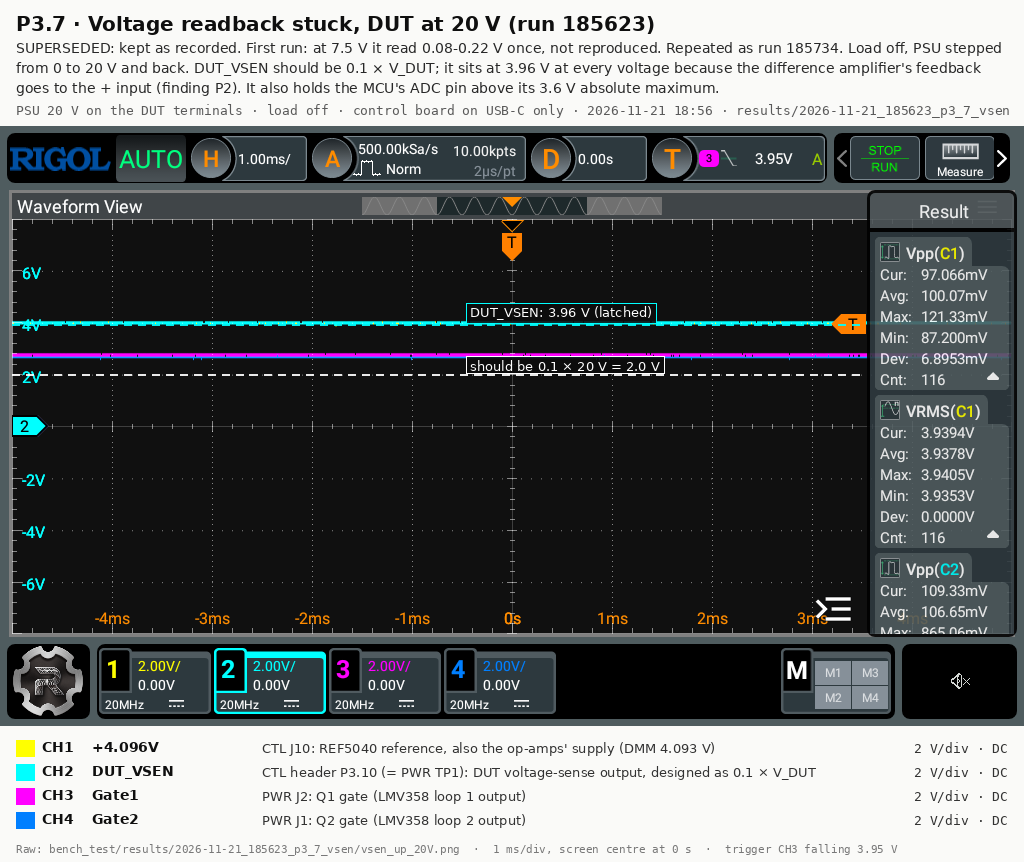 P3.7 · Voltage readback stuck, DUT at 20 V (run 185623)
SUPERSEDED: kept as recorded. First run: at 7.5 V it read 0.08-0.22 V once, not reproduced. Repeated as run 185734. Load off, PSU stepped
from 0 to 20 V and back. DUT_VSEN should be 0.1 × V_DUT; it sits at 3.96 V at every voltage because the difference amplifier's feedback
goes to the + input (finding P2). It also holds the MCU's ADC pin above its 3.6 V absolute maximum.
PSU 20 V on the DUT terminals · load off · control board on USB-C only · 2026-11-21 18:56 · results/2026-11-21_185623_p3_7_vsen
RIGOL AUTO H 1.00ms/ A 500.00kSa/s 10.00kpts D 0.00s T 3 3.95V A STOP
Norm 2µs/pt RUN Measure
Waveform View Result
T
6V
4V
2V
2
-2V
-4V
-6V
DUT_VSEN: 3.96 V (latched)
T
should be 0.1 × 20 V = 2.0 V
-4ms -3ms -2ms -1ms 0s 1ms 2ms 3ms
Vpp(C1)
Cur: 97.066mV
Avg: 100.07mV
Max: 121.33mV
Min: 87.200mV
Dev: 6.8953mV
Cnt: 116
VRMS(C1)
Cur: 3.9394V
Avg: 3.9378V
Max: 3.9405V
Min: 3.9353V
Dev: 0.0000V
Cnt: 116
Vpp(C2)
Cur: 109.33mV
Avg: 106.65mV
Max: 865.06mV
1 2.00V/ 0.00V 20MHz
2 2.00V/ 0.00V 20MHz
3 2.00V/ 0.00V 20MHz
4 2.00V/ 0.00V 20MHz
M M1 M3
M2 M4
CH1 +4.096V CTL J10: REF5040 reference, also the op-amps' supply (DMM 4.093 V) 2 V/div · DC
CH2 DUT_VSEN CTL header P3.10 (= PWR TP1): DUT voltage-sense output, designed as 0.1 × V_DUT 2 V/div · DC
CH3 Gate1 PWR J2: Q1 gate (LMV358 loop 1 output) 2 V/div · DC
CH4 Gate2 PWR J1: Q2 gate (LMV358 loop 2 output) 2 V/div · DC
Raw: bench_test/results/2026-11-21_185623_p3_7_vsen/vsen_up_20V.png · 1 ms/div, screen centre at 0 s · trigger CH3 falling 3.95 V